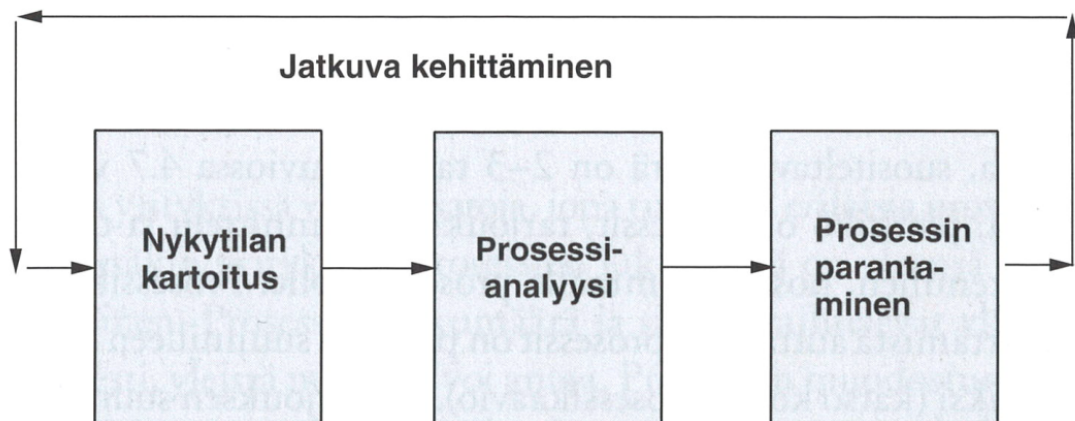 Jatkuva kehittäminen
Nykytilan
kartoitus
Prosessi-
analyysi
Prosessin
paranta-
minen